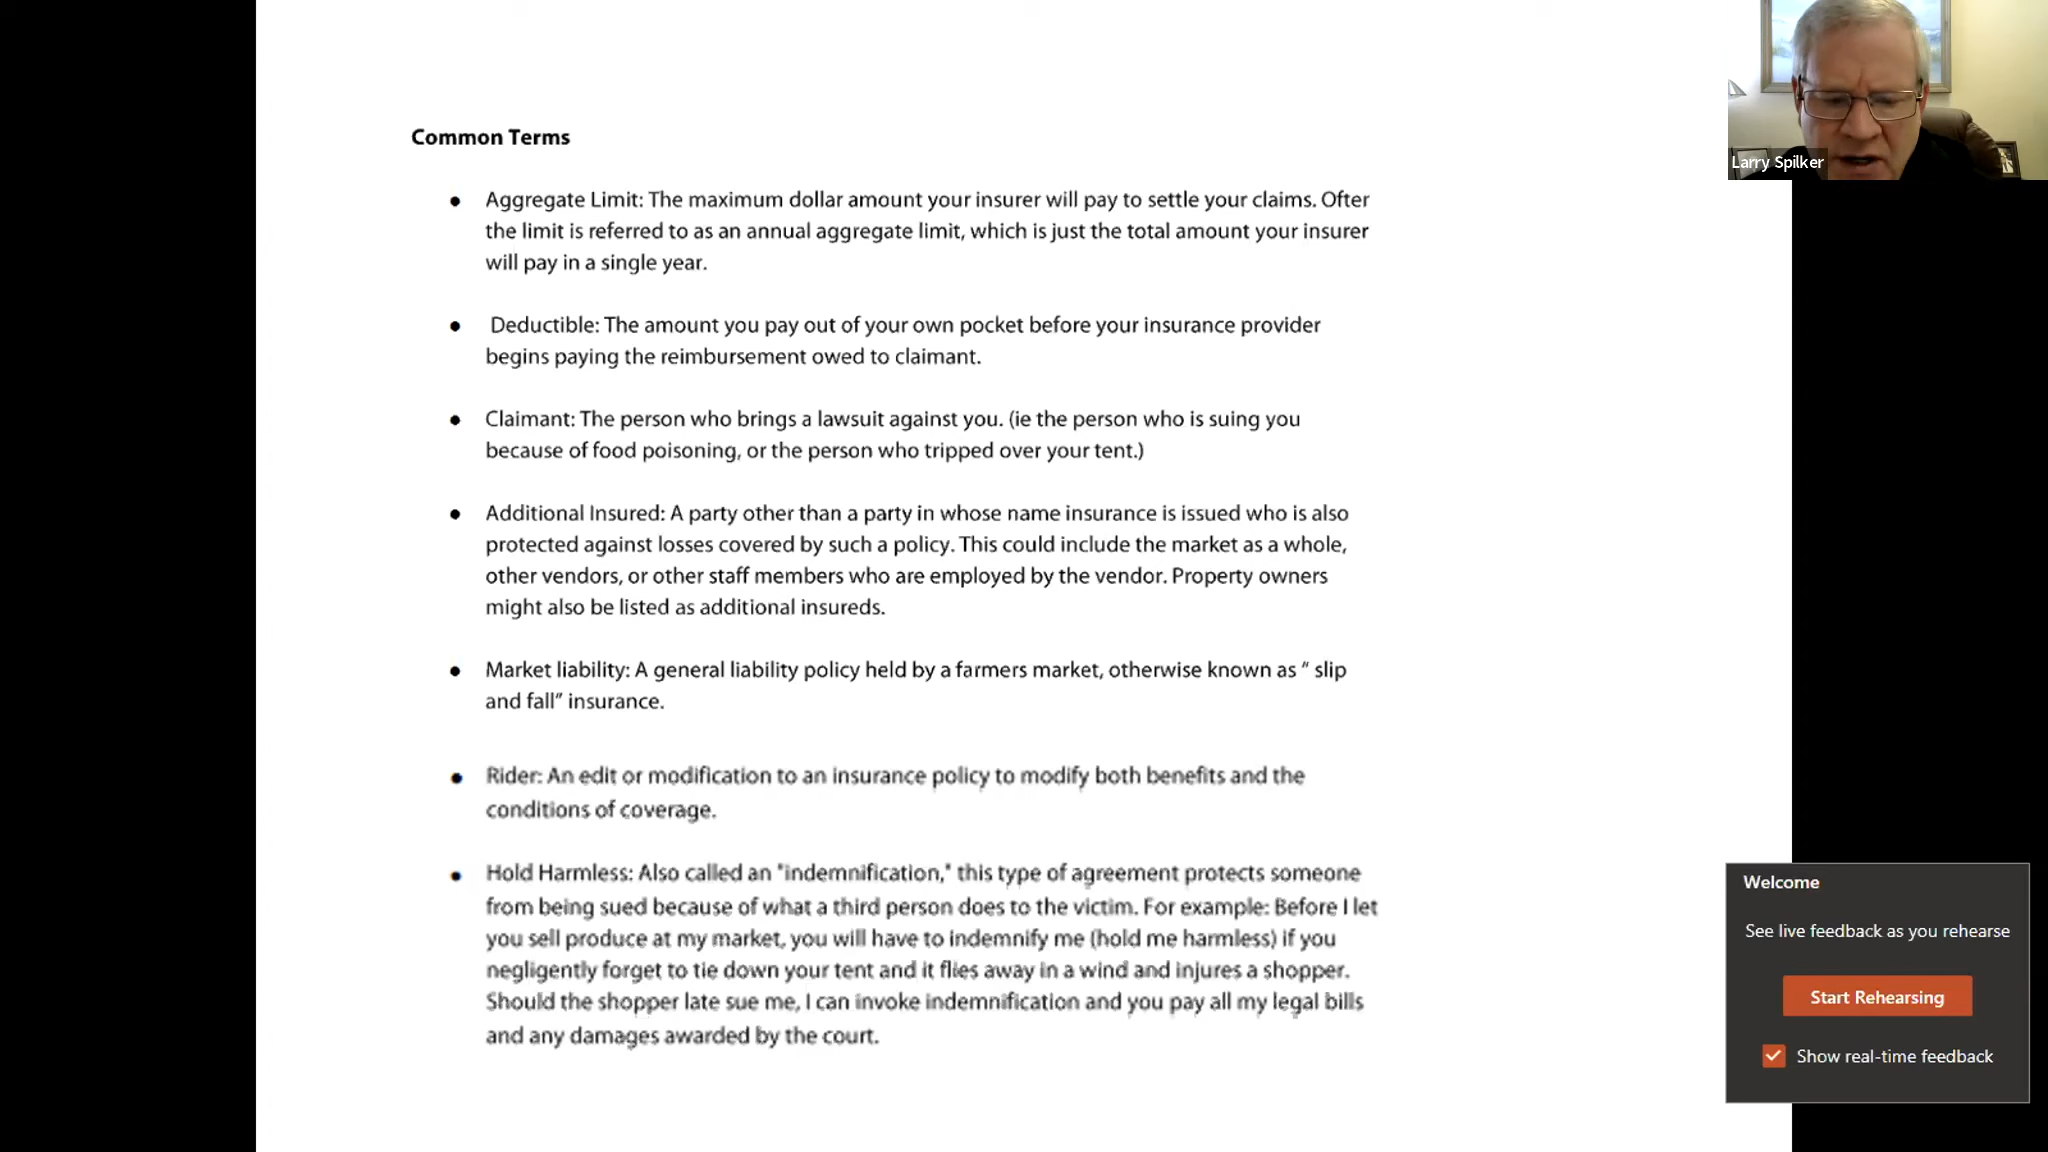 Common Terms
● Aggregate Limit: The maximum dollar amount your insurer will pay to settle your claims. Ofter
the limit is referred to as an annual aggregate limit, which is just the total amount your insurer
will pay in a single year.
● Deductible: The amount you pay out of your own pocket before your insurance provider
begins paying the reimbursement owed to claimant.
● Claimant: The person who brings a lawsuit against you. (ie the person who is suing you
because of food poisoning, or the person who tripped over your tent.)
● Additional Insured: A party other than a party in whose name insurance is issued who is also
protected against losses covered by such a policy. This could include the market as a whole,
other vendors, or other staff members who are employed by the vendor. Property owners
might also be listed as additional insureds.
● Market liability: A general liability policy held by a farmers market, otherwise known as “ slip
and fall” insurance.
● Rider: An edit or modification to an insurance policy to modify both benefits and the
conditions of coverage.
● Hold Harmless: Also called an "indemnification," this type of agreement protects someone
from being sued because of what a third person does to the victim. For example: Before I let
you sell produce at my market, you will have to indemnify me (hold me harmless) if you
negligently forget to tie down your tent and it flies away in a wind and injures a shopper.
Should the shopper late sue me, I can invoke indemnification and you pay all my legal bills
and any damages awarded by the court.
Larry Spilker
Welcome
See live feedback as you rehearse
Start Rehearsing
Show real-time feedback